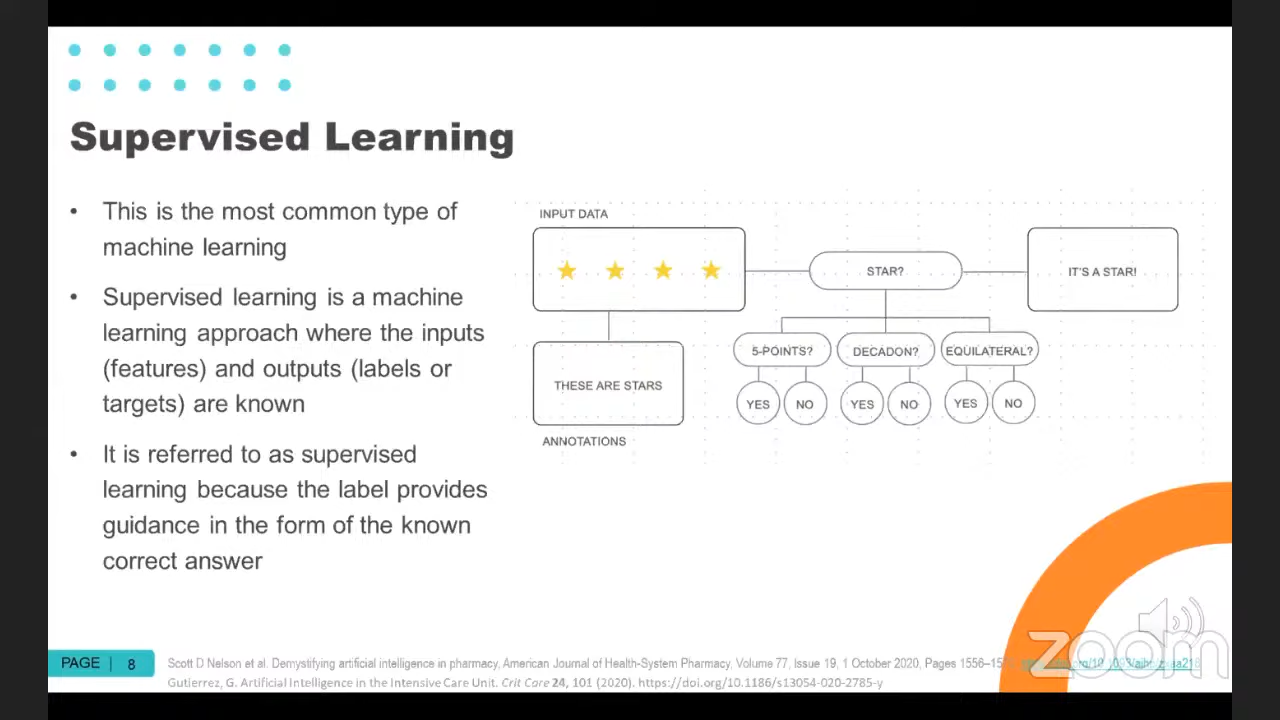 Supervised Learning
• This is the most common type of
machine learning
• Supervised learning is a machine
learning approach where the inputs
(features) and outputs (labels or
targets) are known
• It is referred to as supervised
learning because the label provides
guidance in the form of the known
correct answer
INPUT DATA
STAR?
IT'S A STAR!
5-POINTS?
DECADON?
EQUILATERAL?
YES
NO
YES
NO
YES
NO
THESE ARE STARS
ANNOTATIONS
PAGE | 8
Scott D Nelson et al. Demystifying artificial intelligence in pharmacy, American Journal of Health-System Pharmacy, Volume 77, Issue 19, 1 October 2020, Pages
Gutierrez, G. Artificial Intelligence in the Intensive Care Unit. Crit Care 24, 101 (2020). https://doi.org/10.1186/s13054-020-2785-y
zoom